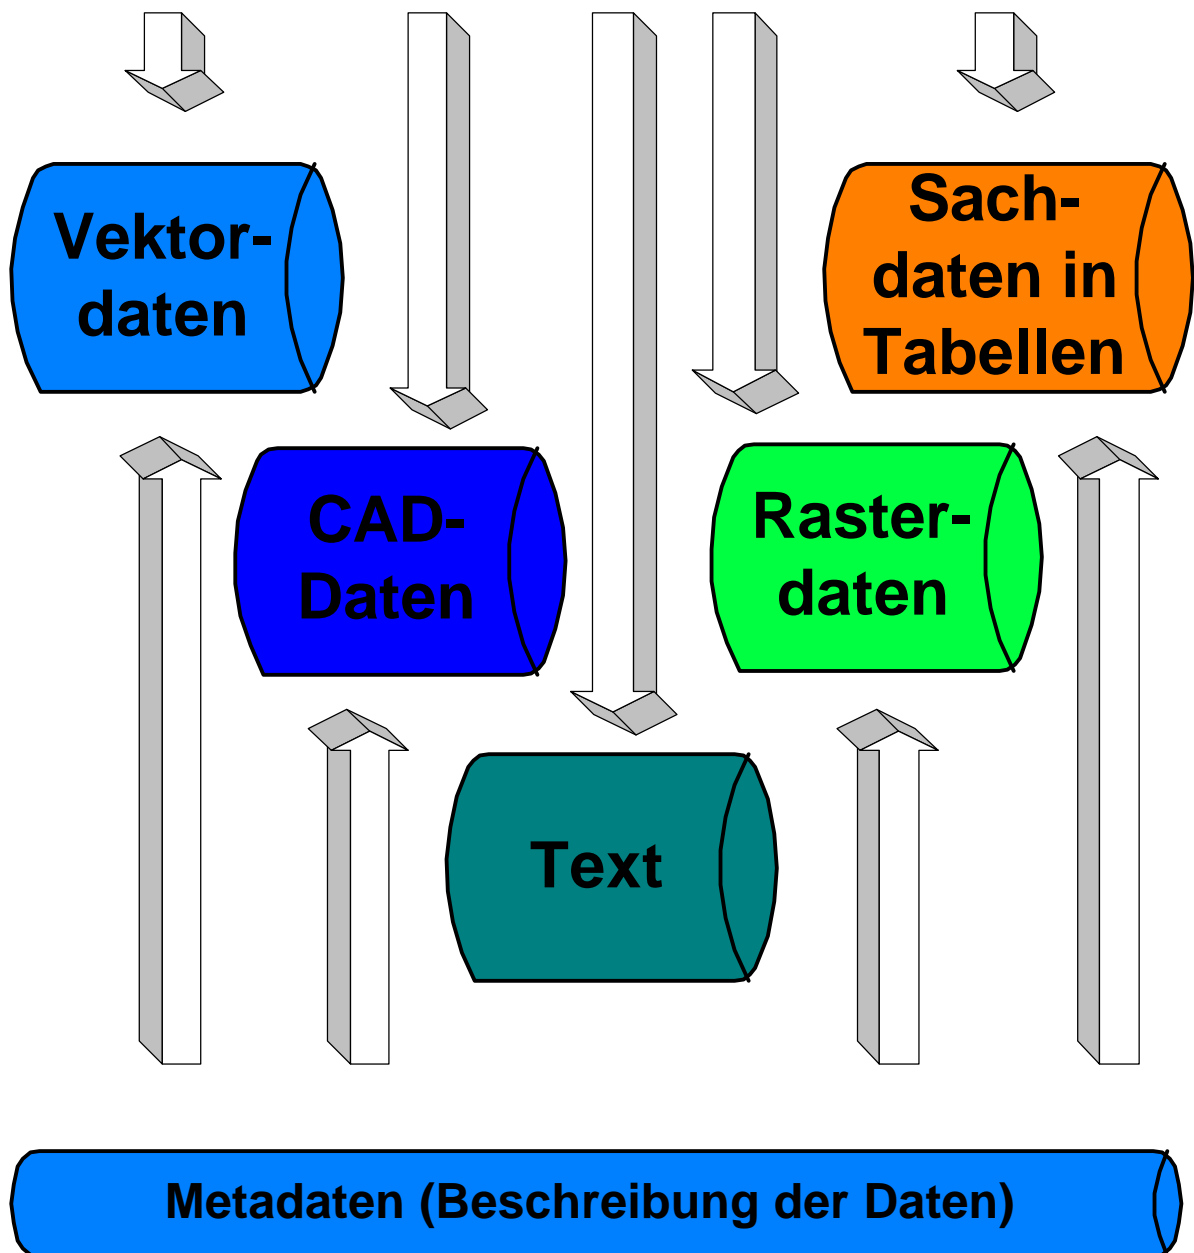 Vektor-
daten
Sach-
daten in
Tabellen
CAD-
Daten
Raster-
daten
Text
Metadaten (Beschreibung der Daten)